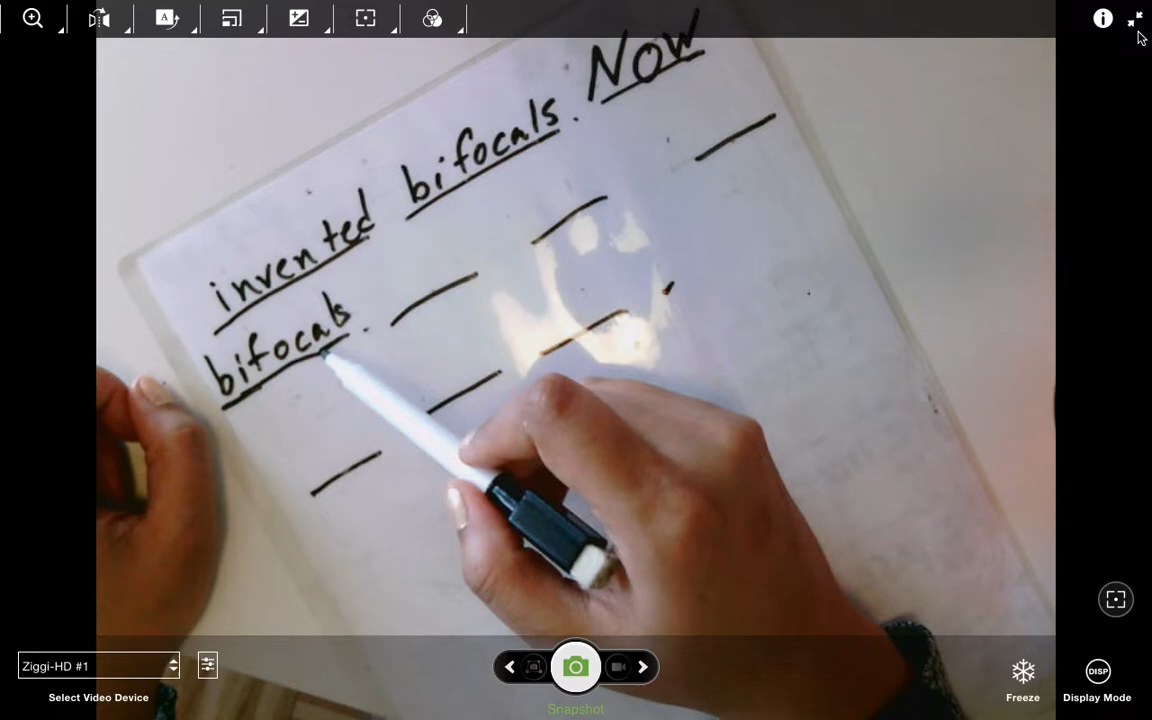 invented bifocals. Now
bifocals.
Ziggi-HD #1
Select Video Device
Snapshot
Freeze
DISP
Display Mode